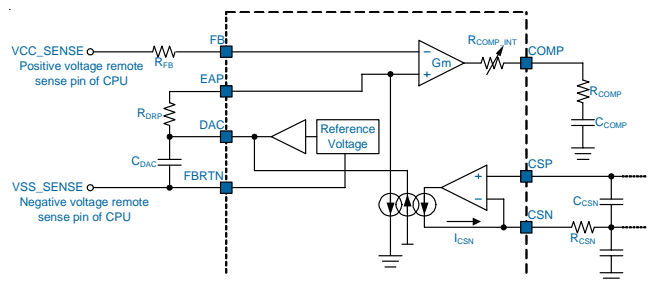 VCC_SENSE
Positive voltage remote
sense pin of CPU
RFB
FB
EAP
RDRP
DAC
CDAC
VSS_SENSE
Negative voltage remote
sense pin of CPU
FBRTN
Reference
Voltage
−
+
Gm
RCOMP_INT
COMP
RCOMP
CCOMP
CSP
+
−
CSN
ICSN
CCSN
RCSN